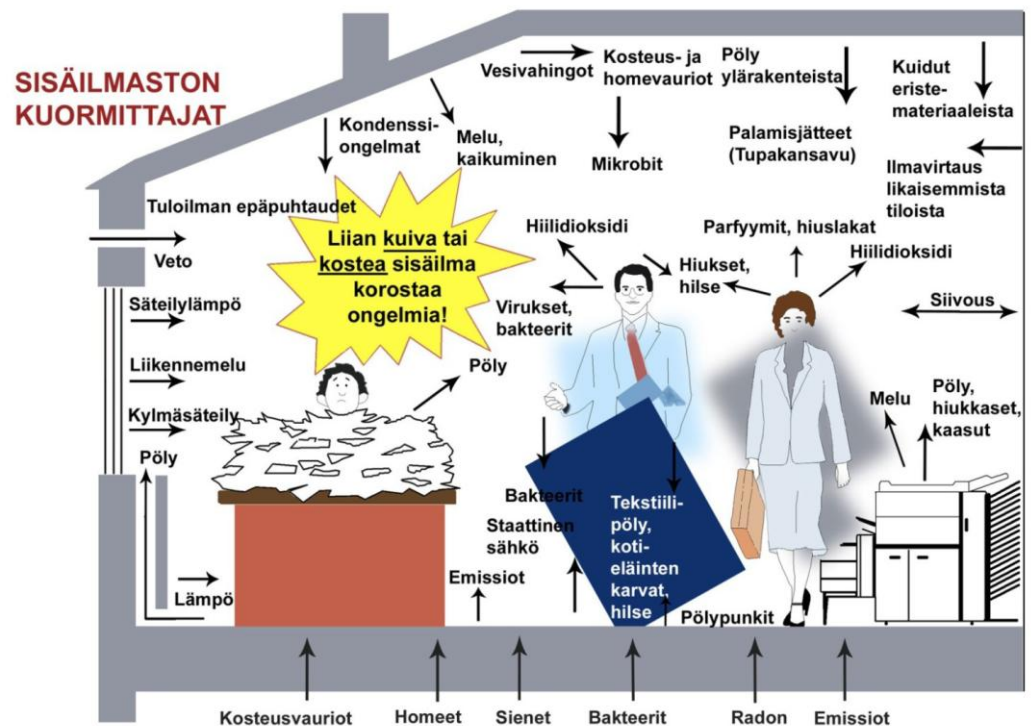 SISÄILMASTON
KUORMITTAJAT
Vesivahingot
Kosteus- ja
homevauriot
Pöly
ylärakenteista
Kuidut
eriste-
materiaaleista
Kondenssi-
ongelmat
Melu,
kaikuminen
Mikrobit
Palamisjätteet
(Tupakansavu)
Ilmavirtaus
likaisemmista
tiloista
Tuloilman epäpuhtaudet
Veto
Liian kuiva tai
kostea sisäilma
korostaa
ongelmia!
Hiilidioksidi
Parfyymit, hiuslakat
Hiilidioksidi
Hiukset,
hilse
Virukset,
bakteerit
Siivous
Säteilylämpö
Liikennemelu
Kylmäsäteily
Pöly
Pöly
Melu
Pöly,
hiukkaset,
kaasut
Bakteerit
Staattinen
sähkö
Tekstiili-
pöly,
koti-
eläinten
karvat,
hilse
Lämpö
Emissiot
Pölypunkit
Kosteusvauriot
Homeet
Sienet
Bakteerit
Radon
Emissiot